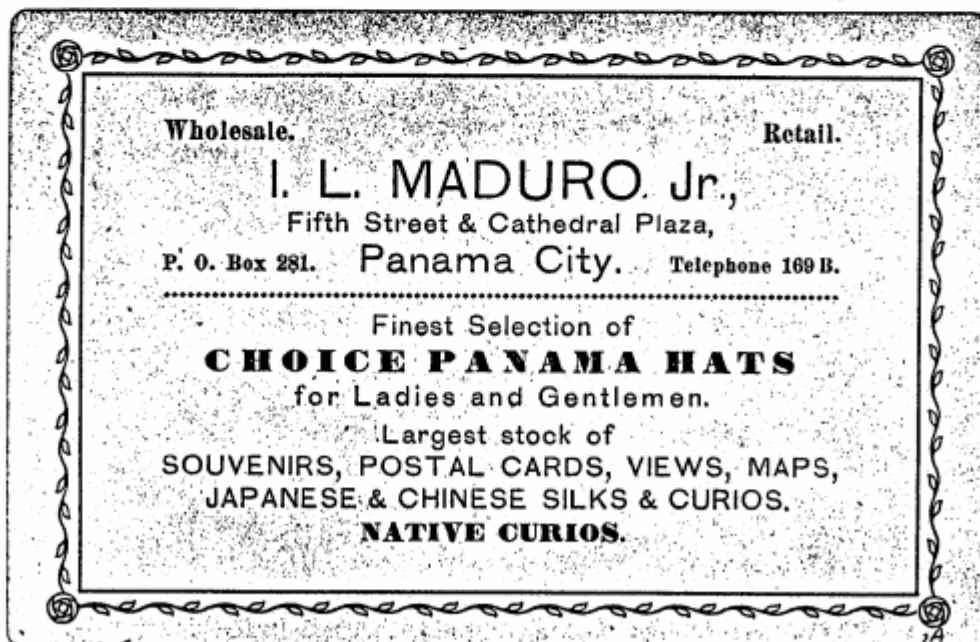 Wholesale. Retail.
I. L. MADURO Jr.,
Fifth Street & Cathedral Plaza,
P. O. Box 281. Panama City. Telephone 169 B.
Finest Selection of
CHOICE PANAMA HATS
for Ladies and Gentlemen.
Largest stock of
SOUVENIRS, POSTAL CARDS, VIEWS, MAPS,
JAPANESE & CHINESE SILKS & CURIOS.
NATIVE CURIOS.